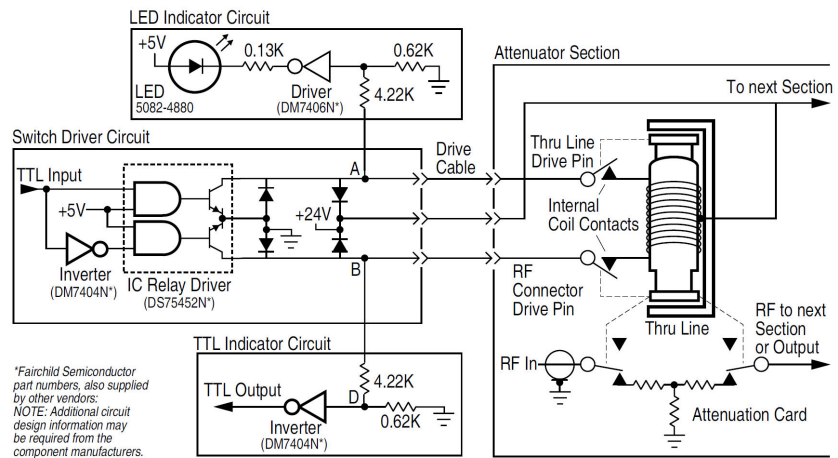 LED Indicator Circuit
+5V
0.13K
0.62K
LED
5082-4880
Driver
(DM7406N*)
4.22K
Attenuator Section
To next Section
Switch Driver Circuit
TTL Input
+5V
Inverter
(DM7404N*)
IC Relay Driver
(DS75452N*)
+24V
A
B
Drive
Cable
Thru Line
Drive Pin
Internal
Coil Contacts
RF
Connector
Drive Pin
Thru Line
RF to next
Section
or Output
RF In
Attenuation Card
TTL Indicator Circuit
TTL Output
D
4.22K
0.62K
Inverter
(DM7404N*)
*Fairchild Semiconductor
part numbers, also supplied
by other vendors:
NOTE: Additional circuit
design information may
be required from the
component manufacturers.